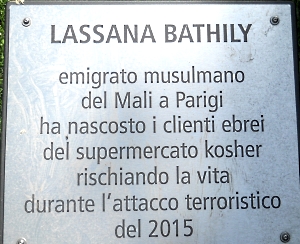 LASSANA BATHILY
emigrato musulmano
del Mali a Parigi
ha nascosto i clienti ebrei
del supermercato kosher
rischiando la vita
durante l'attacco terroristico
del 2015